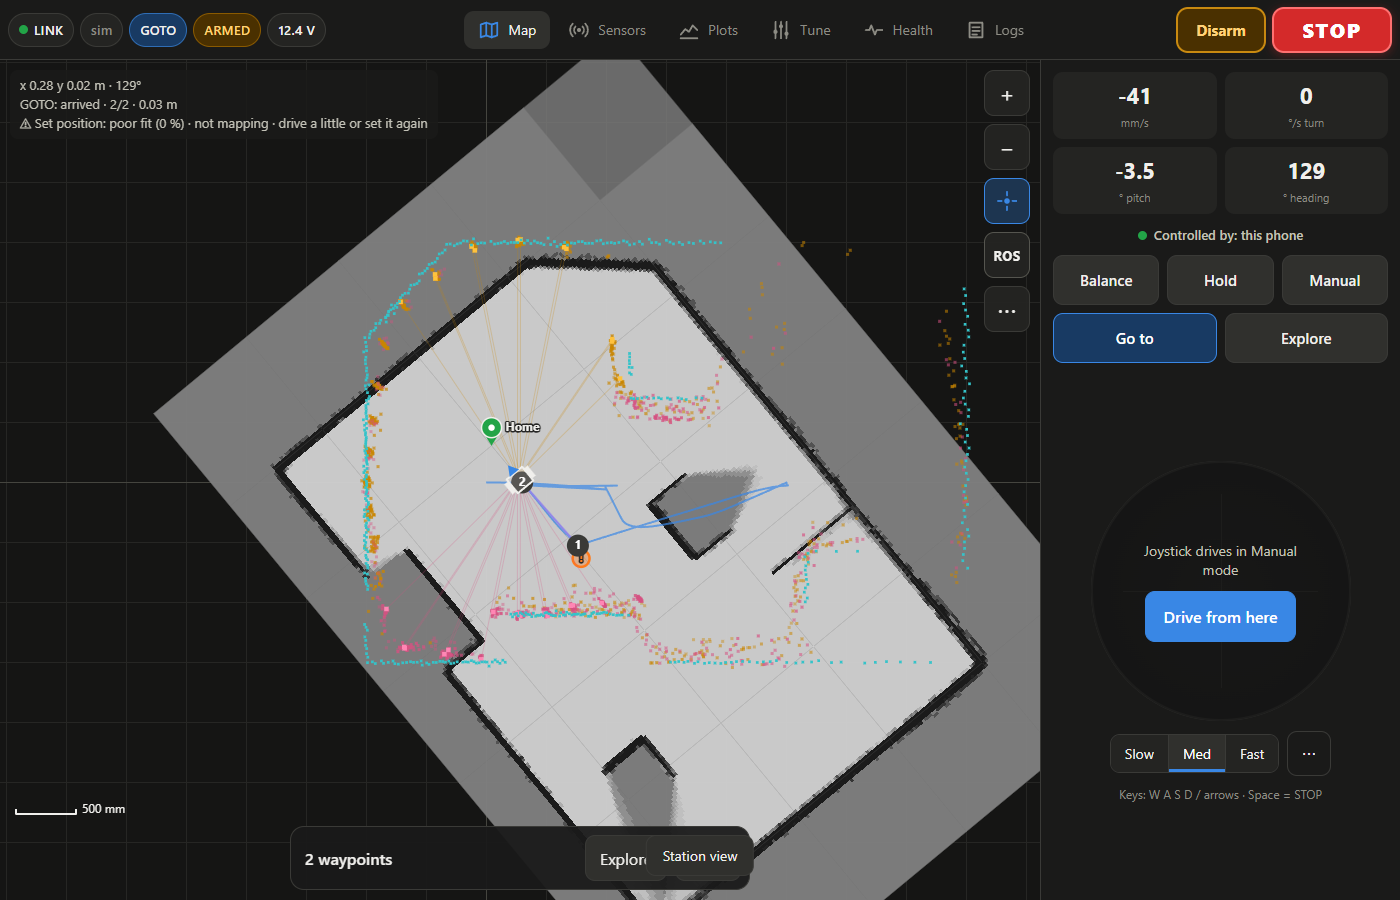 LINK
sim
GOTO
ARMED
12.4 V
Map
Sensors
Plots
Tune
Health
Logs
Disarm
STOP
x 0.28 y 0.02 m · 129°
GOTO: arrived · 2/2 · 0.03 m
⚠ Set position: poor fit (0 %) · not mapping · drive a little or set it again
+
−
ROS
...
Home
2
1
500 mm
2 waypoints
Station view
-41
mm/s
0
°/s turn
-3.5
° pitch
129
° heading
Controlled by: this phone
Balance
Hold
Manual
Go to
Explore
Joystick drives in Manual
mode
Drive from here
Slow
Med
Fast
...
Keys: W A S D / arrows · Space = STOP